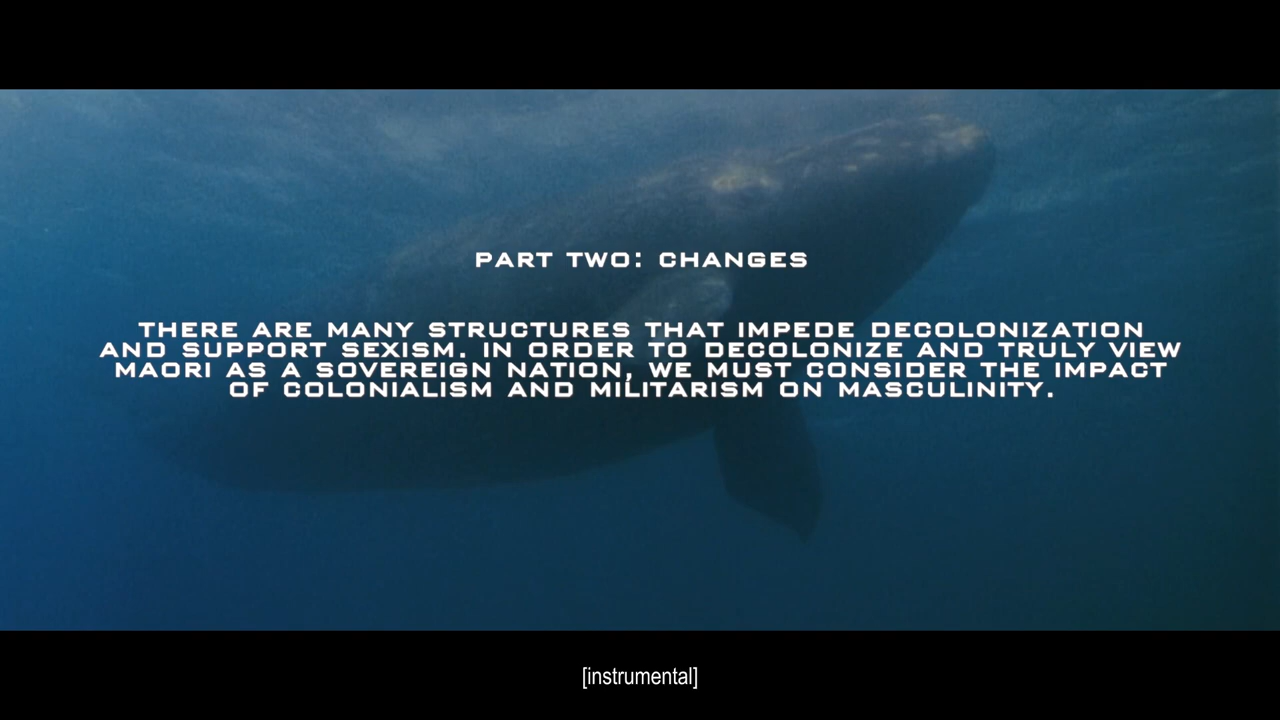 PART TWO: CHANGES
THERE ARE MANY STRUCTURES THAT IMPEDE DECOLONIZATION
AND SUPPORT SEXISM. IN ORDER TO DECOLONIZE AND TRULY VIEW
MAORI AS A SOVEREIGN NATION, WE MUST CONSIDER THE IMPACT
OF COLONIALISM AND MILITARISM ON MASCULINITY.
[instrumental]